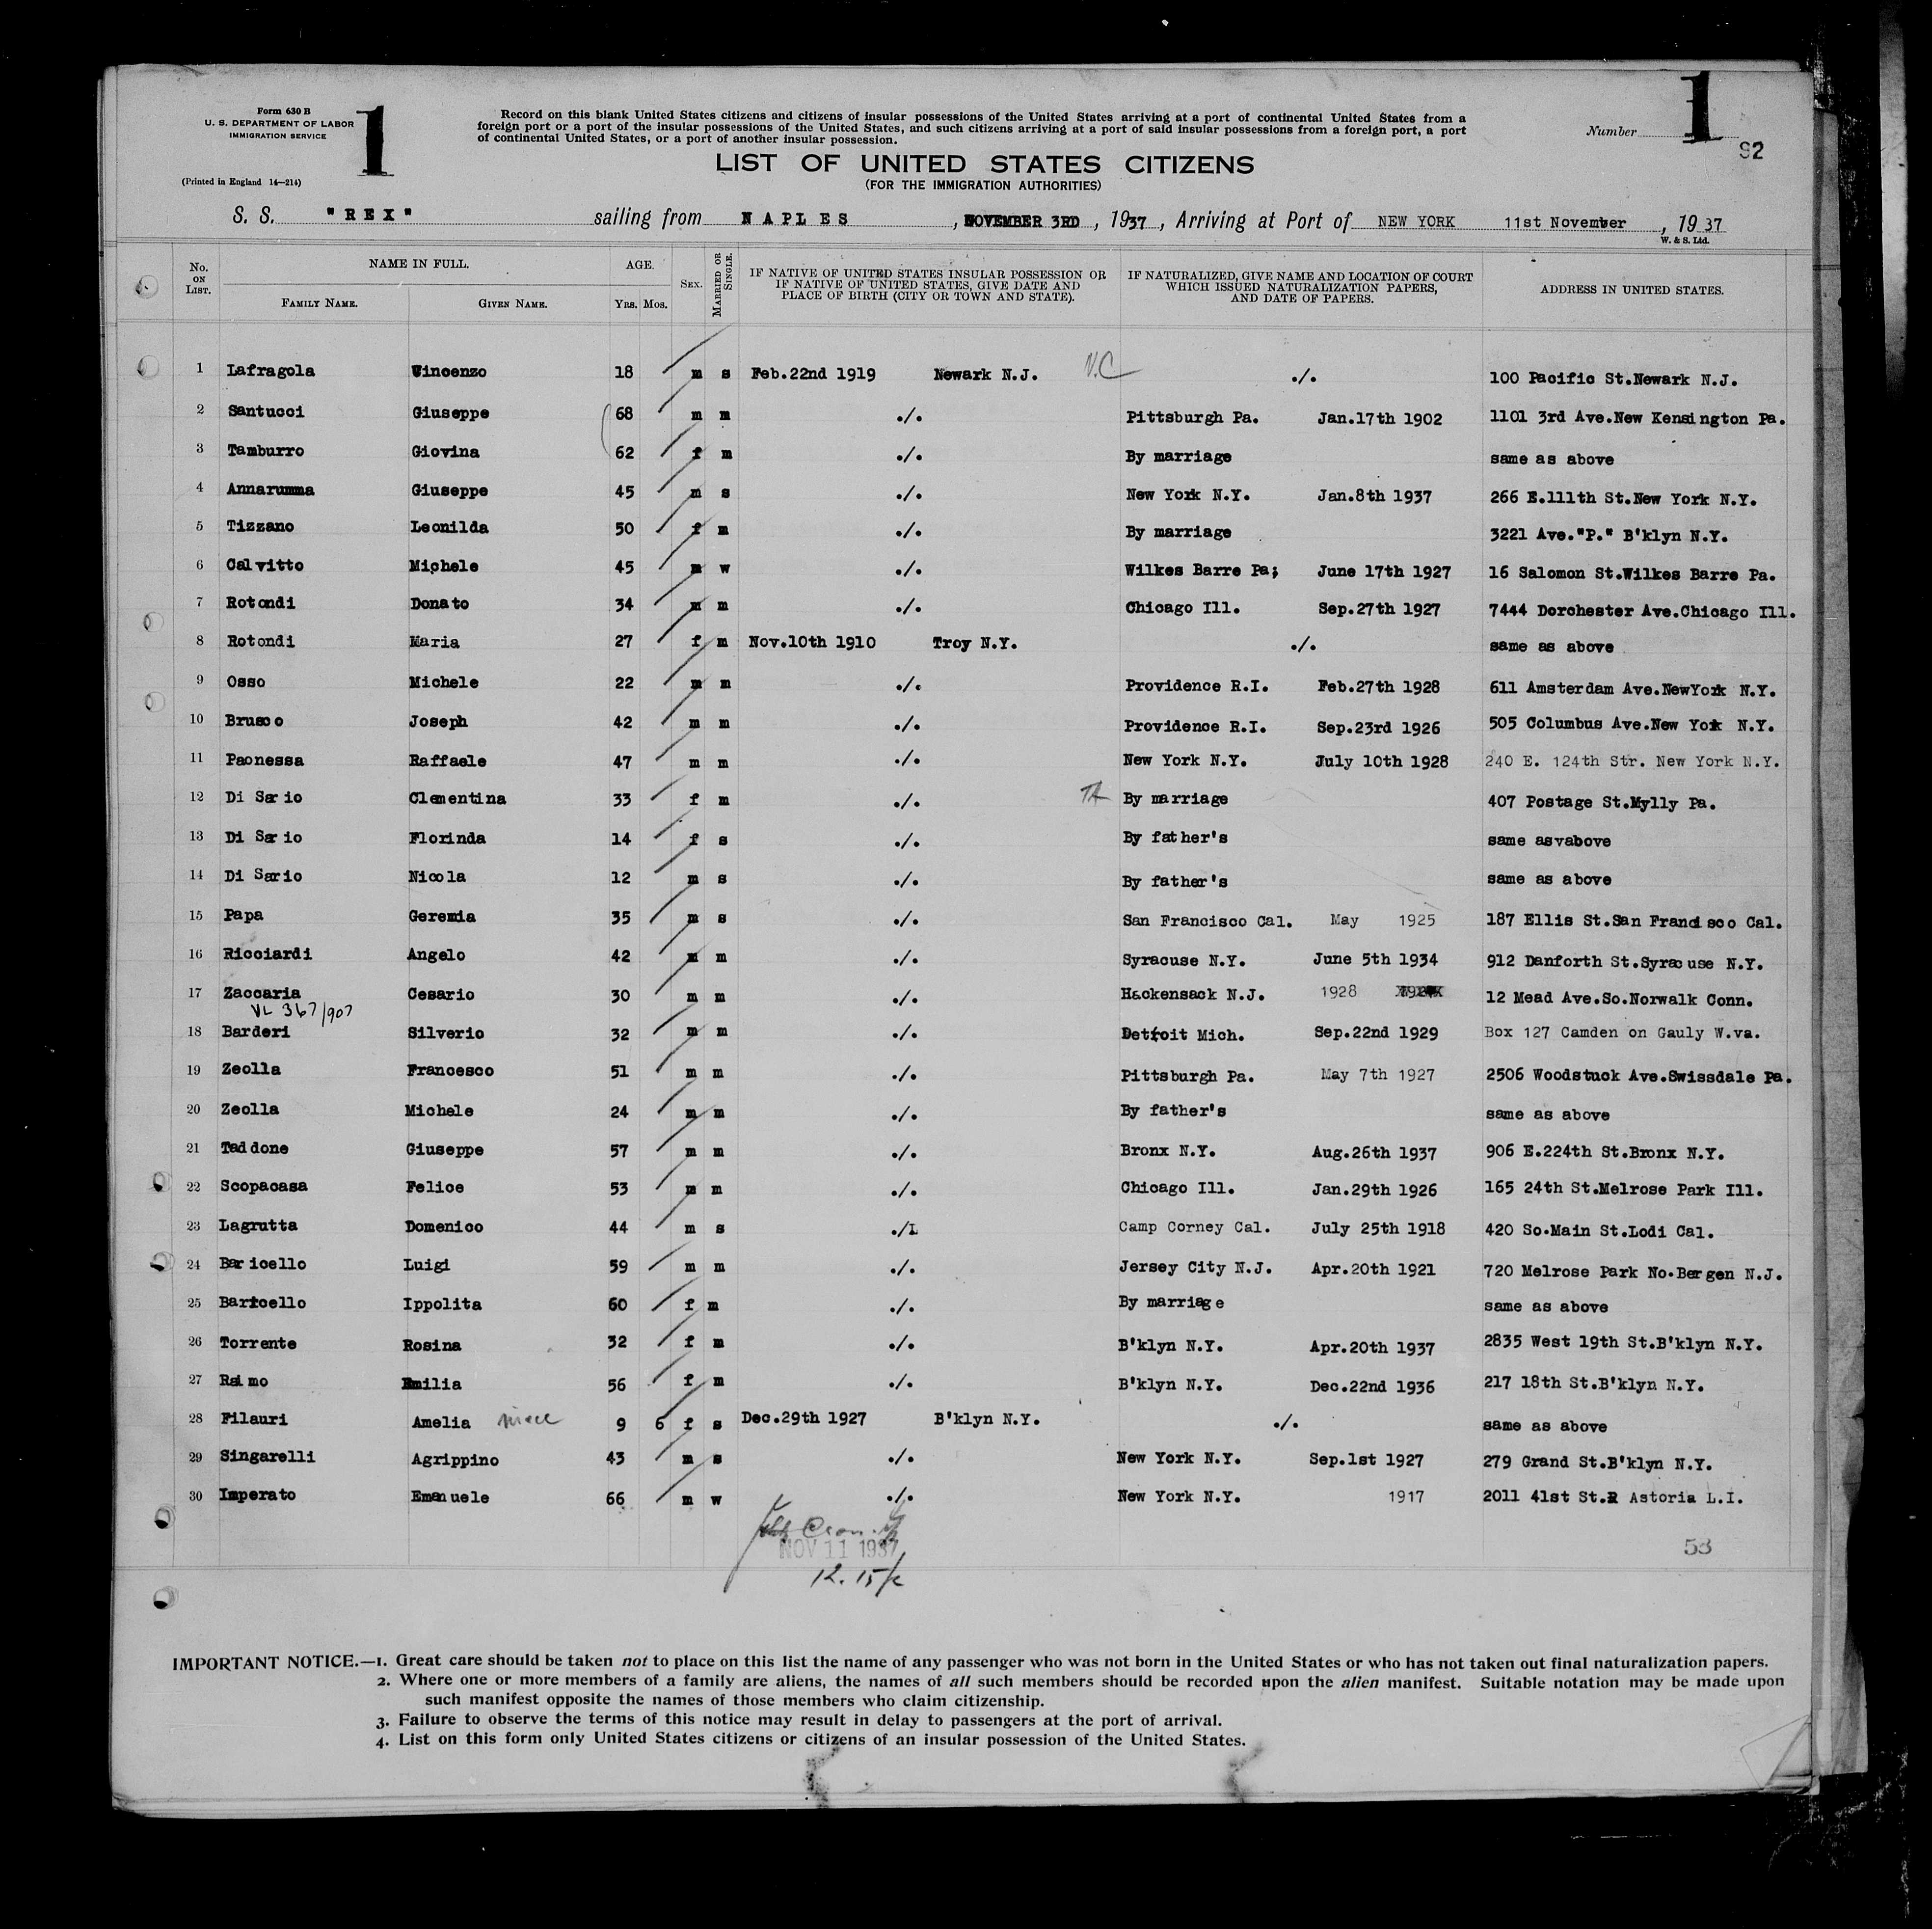 Form 630 B
U. S. DEPARTMENT OF LABOR
IMMIGRATION SERVICE
(Printed in England 14—214)
1
Record on this blank United States citizens and citizens of insular possessions of the United States arriving at a port of continental United States from a
foreign port or a port of the insular possessions of the United States, and such citizens arriving at a port of said insular possessions from a foreign port, a port
of continental United States, or a port of another insular possession.
Number 1
92
LIST OF UNITED STATES CITIZENS
(FOR THE IMMIGRATION AUTHORITIES)
S. S. "REX" sailing from NAPLES, NOVEMBER 3RD, 1937, Arriving at Port of NEW YORK 11st November, 1937
W. & S. Ltd.
No. ON LIST. NAME IN FULL. FAMILY NAME. GIVEN NAME. AGE. YRS. MOS. SEX. MARRIED OR SINGLE. IF NATIVE OF UNITED STATES INSULAR POSSESSION OR IF NATIVE OF UNITED STATES, GIVE DATE AND PLACE OF BIRTH (CITY OR TOWN AND STATE). IF NATURALIZED, GIVE NAME AND LOCATION OF COURT WHICH ISSUED NATURALIZATION PAPERS, AND DATE OF PAPERS. ADDRESS IN UNITED STATES.
1 Lafragola Vincenzo 18 m s Feb.22nd 1919 Newark N.J. V.C ./. 100 Pacific St.Newark N.J.
2 Santucci Giuseppe 68 m m ./. Pittsburgh Pa. Jan.17th 1902 1101 3rd Ave.New Kensington Pa.
3 Tamburro Giovina 62 f m ./. By marriage same as above
4 Annarumma Giuseppe 45 m s ./. New York N.Y. Jan.8th 1937 266 E.111th St.New York N.Y.
5 Tizzano Leonilda 50 f m ./. By marriage 3221 Ave."P." B'klyn N.Y.
6 Calvitto Michele 45 m w ./. Wilkes Barre Pa; June 17th 1927 16 Salomon St.Wilkes Barre Pa.
7 Rotondi Donato 34 m m ./. Chicago Ill. Sep.27th 1927 7444 Dorchester Ave.Chicago Ill.
8 Rotondi Maria 27 f m Nov.10th 1910 Troy N.Y. ./. same as above
9 Osso Michele 22 m m ./. Providence R.I. Feb.27th 1928 611 Amsterdam Ave.NewYork N.Y.
10 Brusco Joseph 42 m m ./. Providence R.I. Sep.23rd 1926 505 Columbus Ave.New York N.Y.
11 Paonessa Raffaele 47 m m ./. New York N.Y. July 10th 1928 240 E. 124th Str. New York N.Y.
12 Di Sario Clementina 33 f m ./. By marriage 407 Postage St.Mylly Pa.
13 Di Sario Florinda 14 f s ./. By father's same asvabove
14 Di Sario Nicola 12 m s ./. By father's same as above
15 Papa Geremia 35 m s ./. San Francisco Cal. May 1925 187 Ellis St.San Francisco Cal.
16 Ricciardi Angelo 42 m m ./. Syracuse N.Y. June 5th 1934 912 Danforth St.Syracuse N.Y.
17 Zaccaria Cesario 30 m m ./. Hackensack N.J. 1928 12 Mead Ave.So.Norwalk Conn.
VL 367/907
18 Barderi Silverio 32 m m ./. Detroit Mich. Sep.22nd 1929 Box 127 Camden on Gauly W.va.
19 Zeolla Francesco 51 m m ./. Pittsburgh Pa. May 7th 1927 2506 Woodstuck Ave.Swissdale Pa.
20 Zeolla Michele 24 m m ./. By father's same as above
21 Taddone Giuseppe 57 m m ./. Bronx N.Y. Aug.26th 1937 906 E.224th St.Bronx N.Y.
22 Scopacasa Felice 53 m m ./. Chicago Ill. Jan.29th 1926 165 24th St.Melrose Park Ill.
23 Lagrutta Domenico 44 m s ./L Camp Corney Cal. July 25th 1918 420 So.Main St.Lodi Cal.
24 Baricello Luigi 59 m m ./. Jersey City N.J. Apr.20th 1921 720 Melrose Park No.Bergen N.J.
25 Baricello Ippolita 60 f m ./. By marriage same as above
26 Torrente Rosina 32 f m ./. B'klyn N.Y. Apr.20th 1937 2835 West 19th St.B'klyn N.Y.
27 Raimo Emilia 56 f m ./. B'klyn N.Y. Dec.22nd 1936 217 18th St.B'klyn N.Y.
28 Filauri Amelia niece 9 6 f s Dec.29th 1927 B'klyn N.Y. ./. same as above
29 Singarelli Agrippino 43 m s ./. New York N.Y. Sep.1st 1927 279 Grand St.B'klyn N.Y.
30 Imperato Emanuele 66 m w ./. New York N.Y. 1917 2011 41st St. Astoria L.I.
NOV 11 1937
53
12.15
IMPORTANT NOTICE.—1. Great care should be taken not to place on this list the name of any passenger who was not born in the United States or who has not taken out final naturalization papers.
2. Where one or more members of a family are aliens, the names of all such members should be recorded upon the alien manifest. Suitable notation may be made upon
such manifest opposite the names of those members who claim citizenship.
3. Failure to observe the terms of this notice may result in delay to passengers at the port of arrival.
4. List on this form only United States citizens or citizens of an insular possession of the United States.